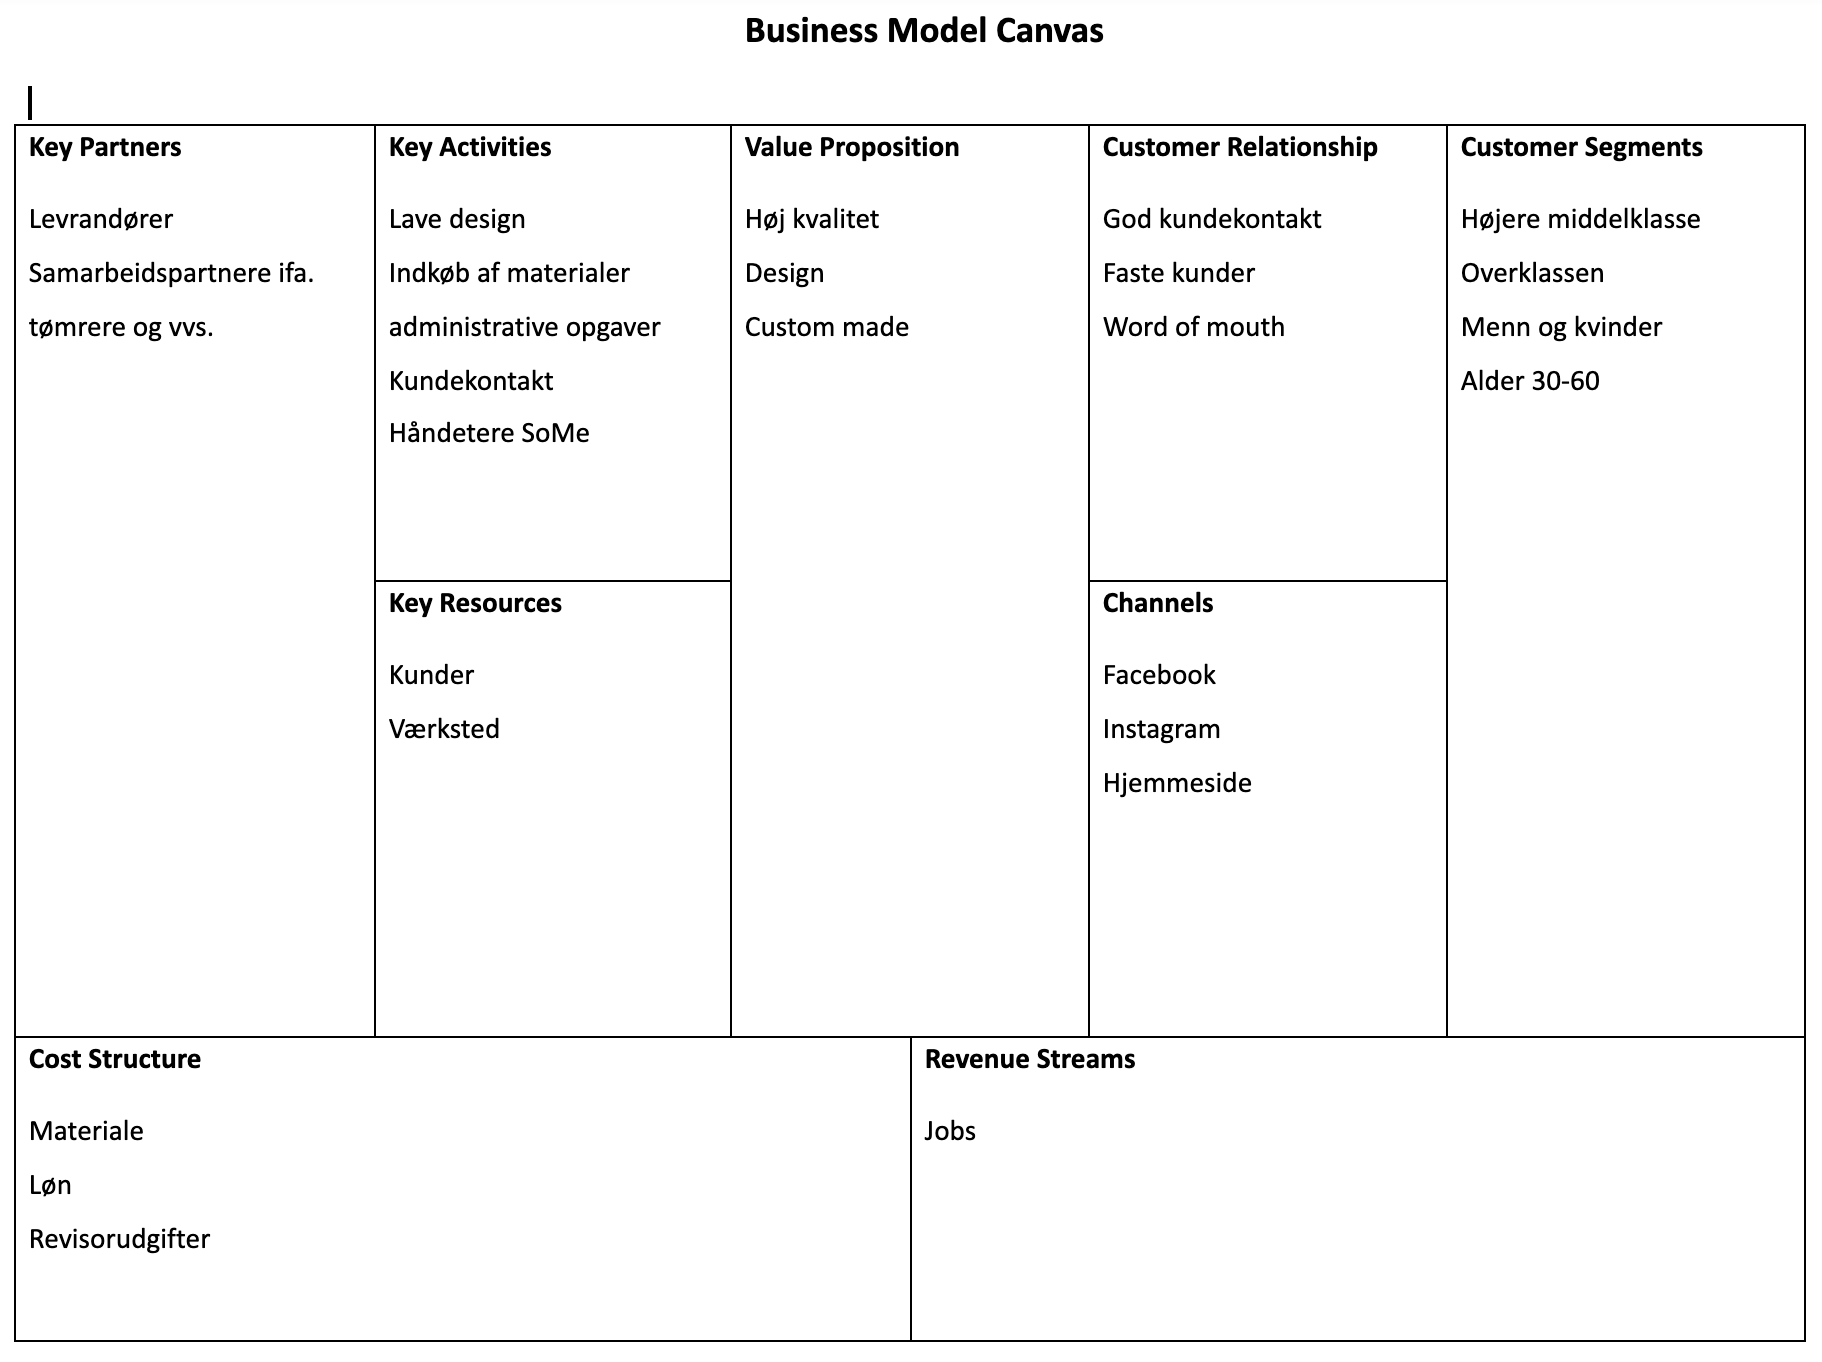 Business Model Canvas
Key Partners
Levrandører
Samarbeidspartnere ifa.
tømrere og vvs.
Key Activities
Lave design
Indkøb af materialer
administrative opgaver
Kundekontakt
Håndetere SoMe
Key Resources
Kunder
Værksted
Value Proposition
Høj kvalitet
Design
Custom made
Customer Relationship
God kundekontakt
Faste kunder
Word of mouth
Channels
Facebook
Instagram
Hjemmeside
Customer Segments
Højere middelklasse
Overklassen
Menn og kvinder
Alder 30-60
Cost Structure
Materiale
Løn
Revisorudgifter
Revenue Streams
Jobs